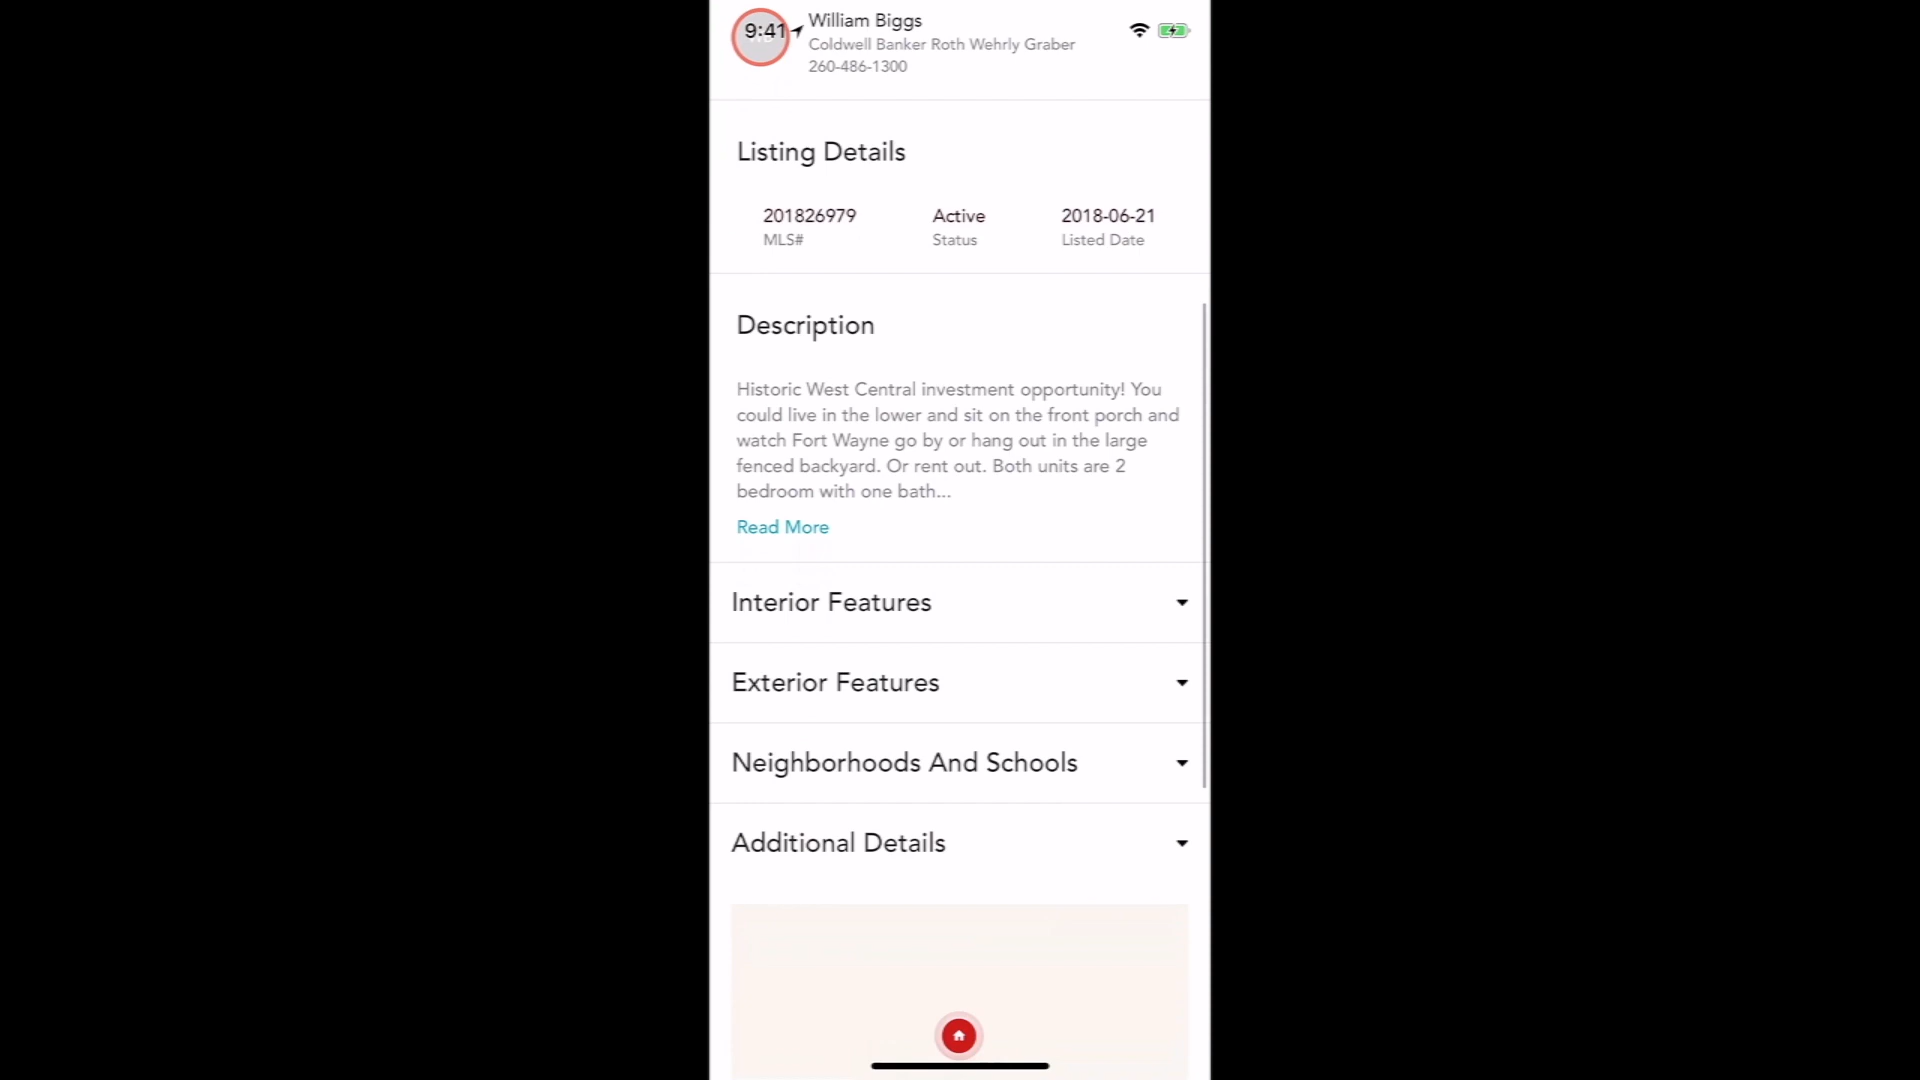 9:41
William Biggs
Coldwell Banker Roth Wehrly Graber
260-486-1300
Listing Details
201826979 Active 2018-06-21
MLS# Status Listed Date
Description
Historic West Central investment opportunity! You
could live in the lower and sit on the front porch and
watch Fort Wayne go by or hang out in the large
fenced backyard. Or rent out. Both units are 2
bedroom with one bath...
Read More
Interior Features
Exterior Features
Neighborhoods And Schools
Additional Details